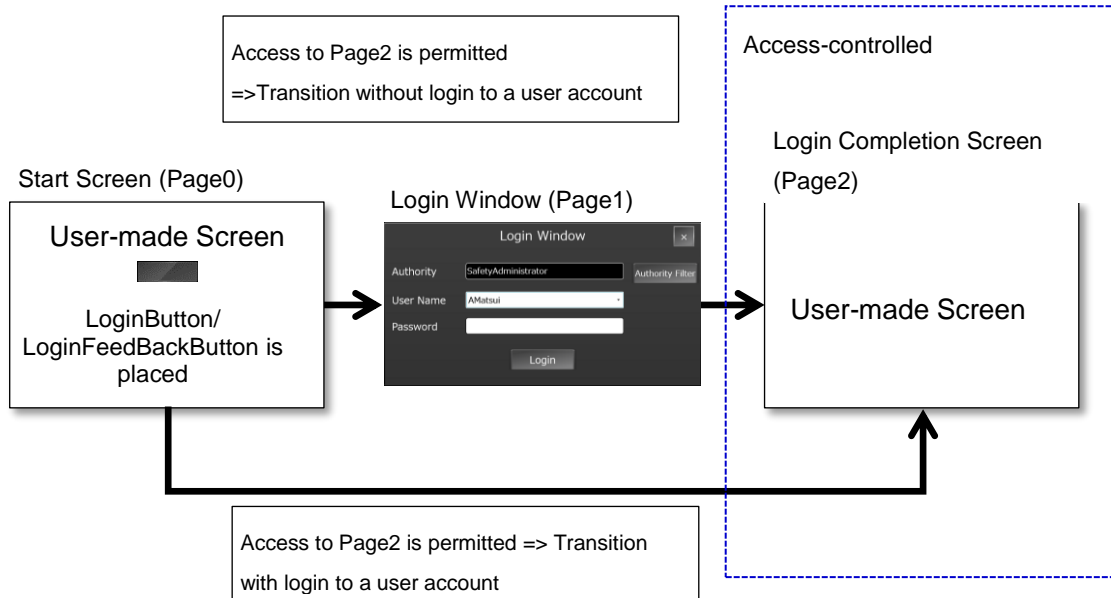 Access to Page2 is permitted
=>Transition without login to a user account
Access-controlled
Login Completion Screen
(Page2)
Start Screen (Page0)
Login Window (Page1)
User-made Screen
LoginButton/
LoginFeedBackButton is
placed
Login Window
×
Authority
SafetyAdministrator
Authority Filter
User Name
AMatsui
Password
Login
User-made Screen
Access to Page2 is permitted => Transition
with login to a user account